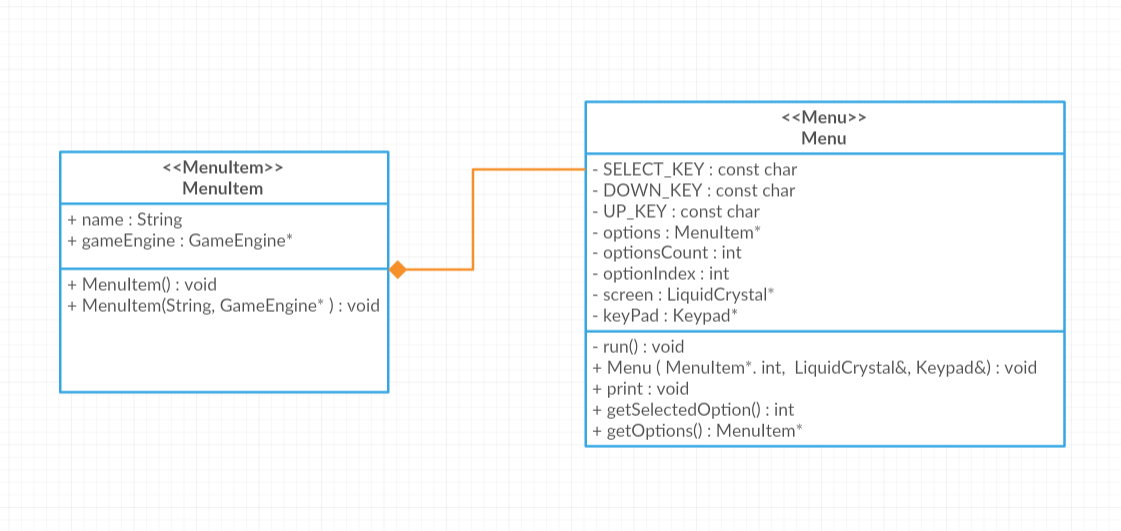 <<MenuItem>>
MenuItem
+ name : String
+ gameEngine : GameEngine*
+ MenuItem() : void
+ MenuItem(String, GameEngine* ) : void
<<Menu>>
Menu
- SELECT_KEY : const char
- DOWN_KEY : const char
- UP_KEY : const char
- options : MenuItem*
- optionsCount : int
- optionIndex : int
- screen : LiquidCrystal*
- keyPad : Keypad*
- run() : void
+ Menu ( MenuItem*. int,  LiquidCrystal&, Keypad&) : void
+ print : void
+ getSelectedOption() : int
+ getOptions() : MenuItem*